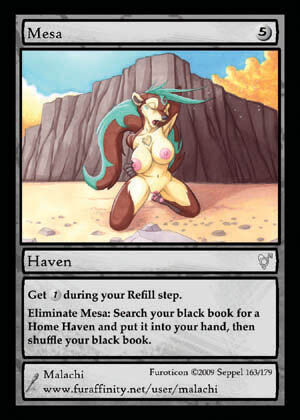 Mesa 5
Haven
Get 1 during your Refill step.
Eliminate Mesa: Search your black book for a
Home Haven and put it into your hand, then
shuffle your black book.
Malachi Furoticon ©2009 Seppel 163/179
www.furaffinity.net/user/malachi